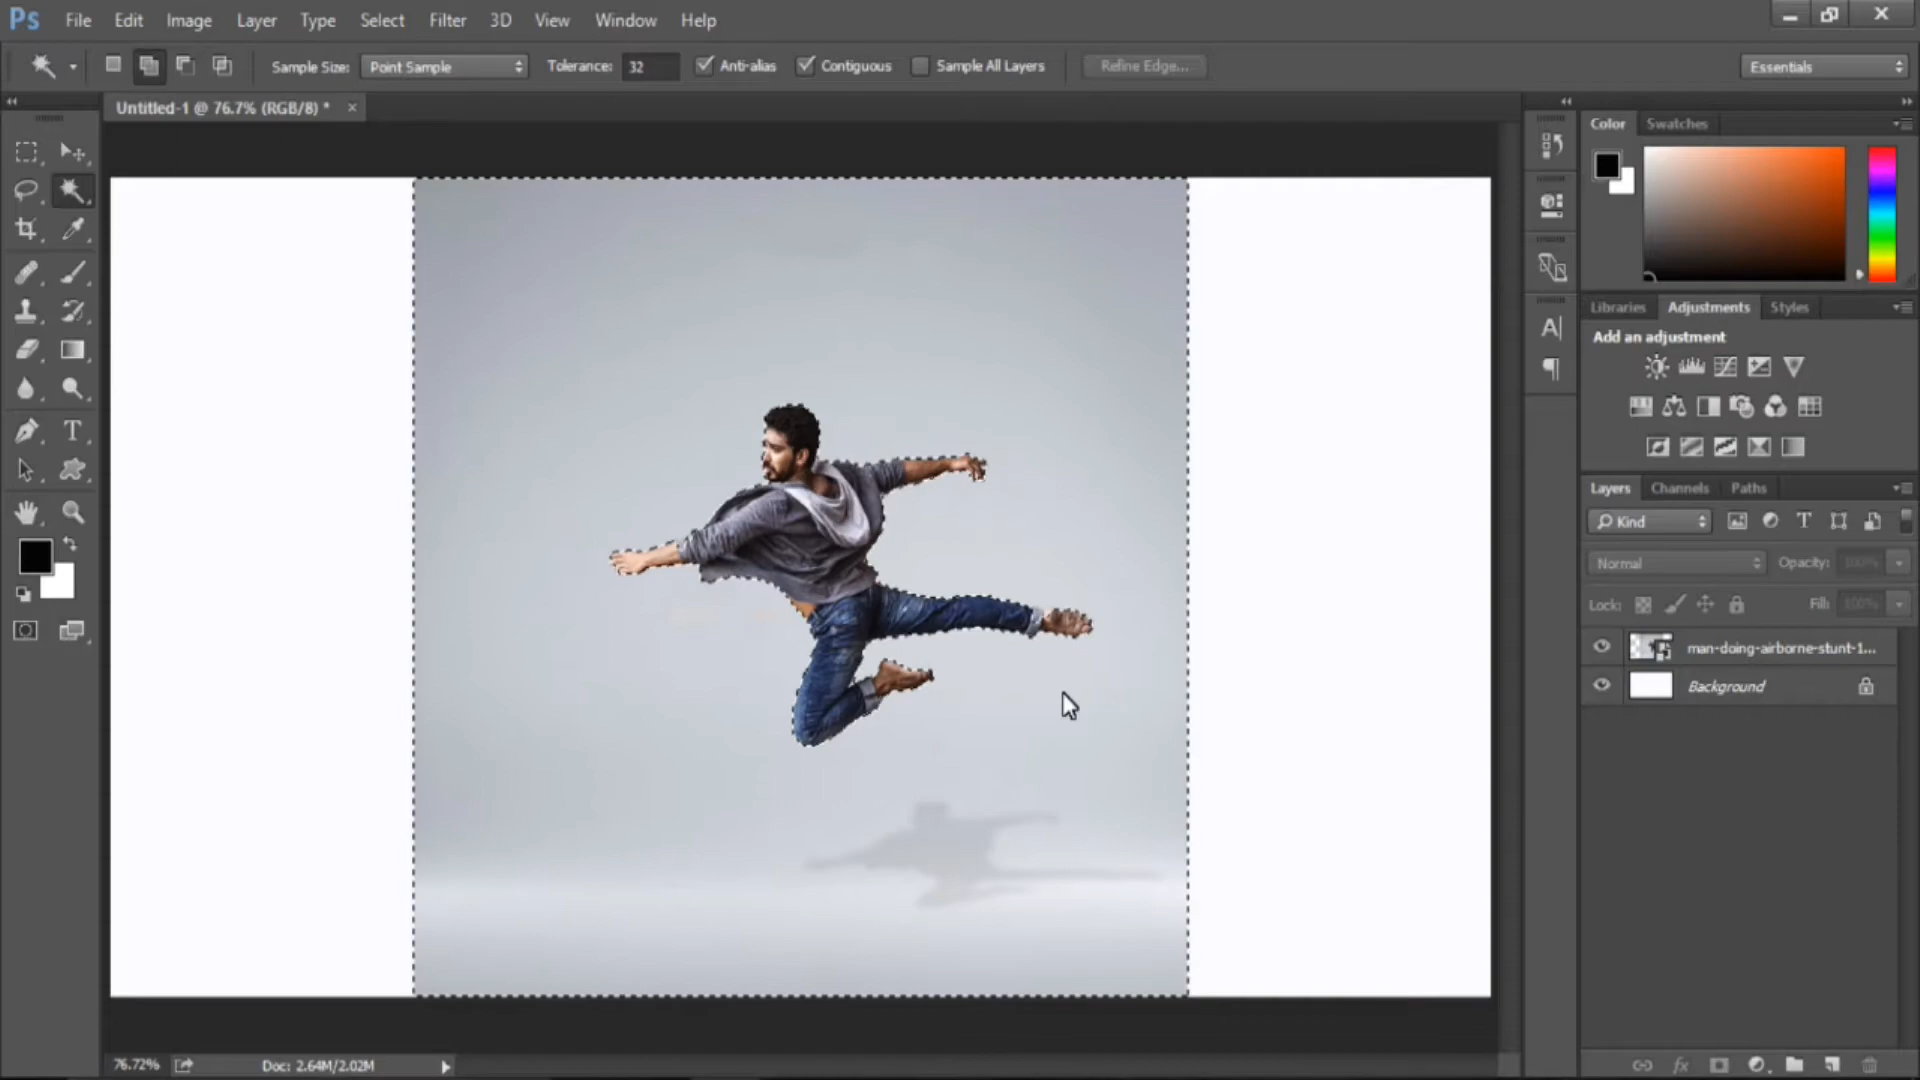 Ps File Edit Image Layer Type Select Filter 3D View Window Help
Sample Size: Point Sample Tolerance: 32 Anti-alias Contiguous Sample All Layers Refine Edge... Essentials
Untitled-1 @ 76.7% (RGB/8) * ×
Color Swatches
Libraries Adjustments Styles
Add an adjustment
Layers Channels Paths
Kind
Normal Opacity: 100%
Lock: Fill: 100%
man-doing-airborne-stunt-1...
Background
76.72% Doc: 2.64M/2.02M